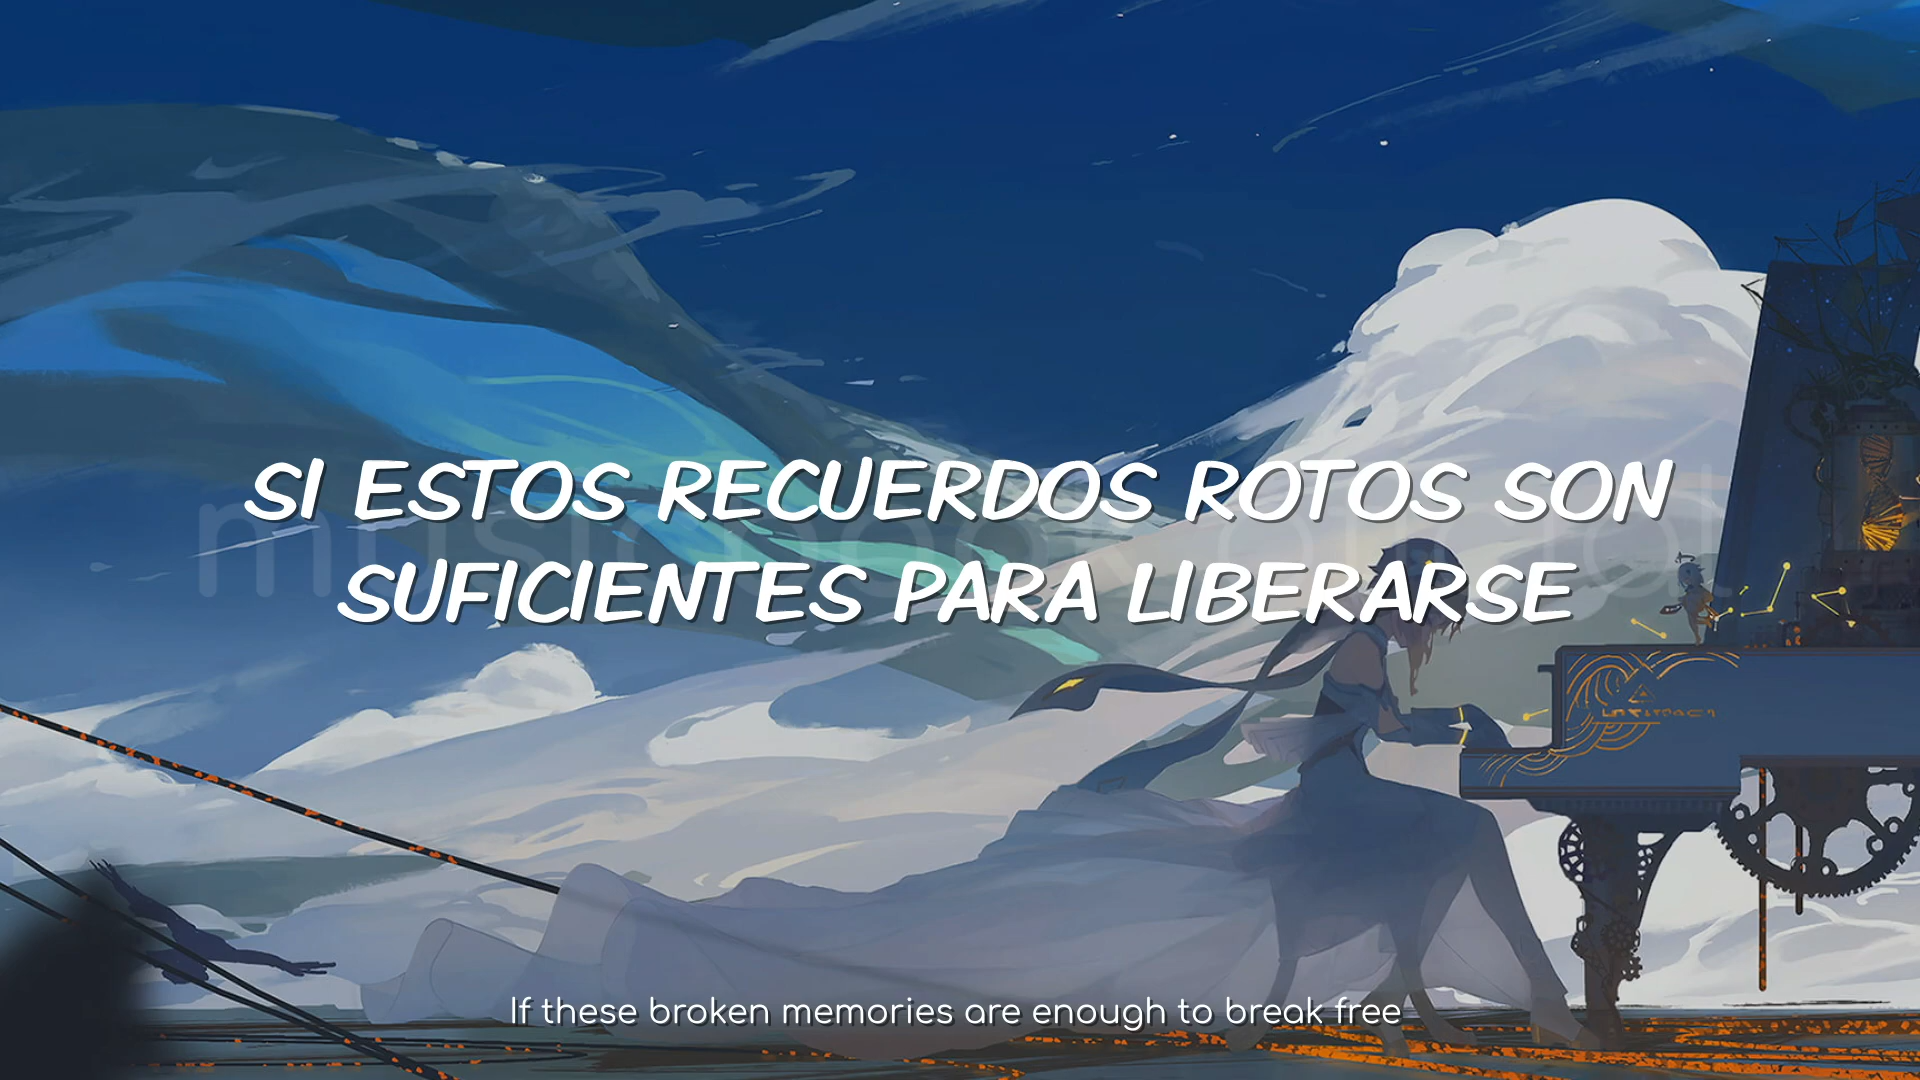 SI ESTOS RECUERDOS ROTOS SON
SUFICIENTES PARA LIBERARSE
If these broken memories are enough to break free